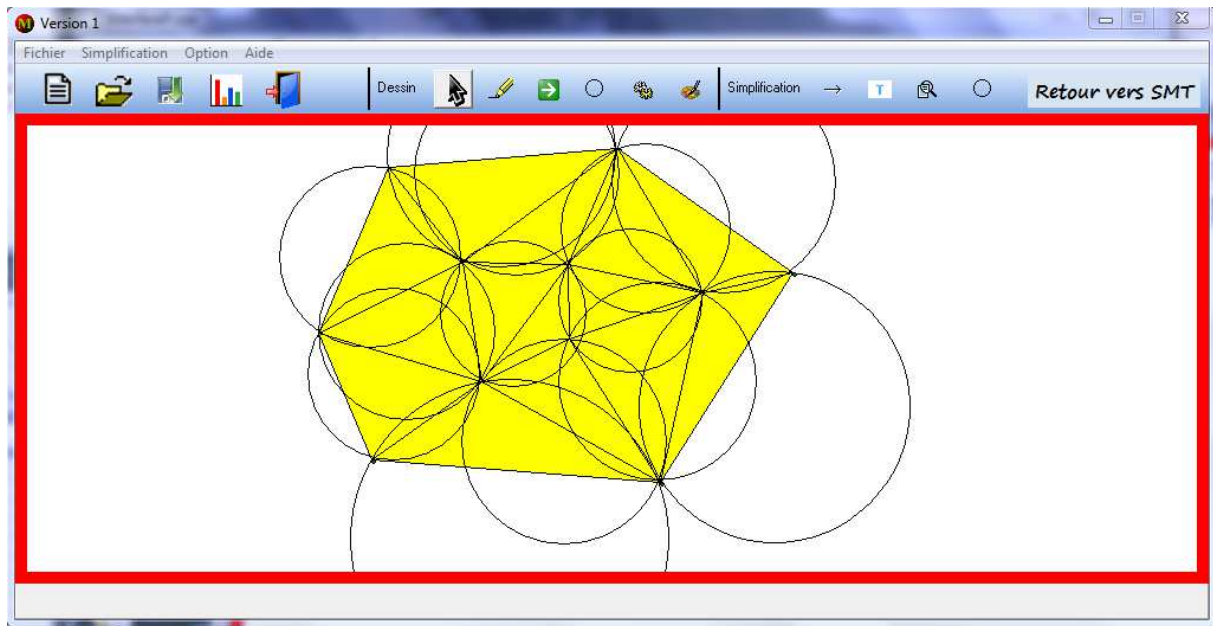 Version 1
Fichier Simplification Option Aide
Dessin Simplification → T Retour vers SMT